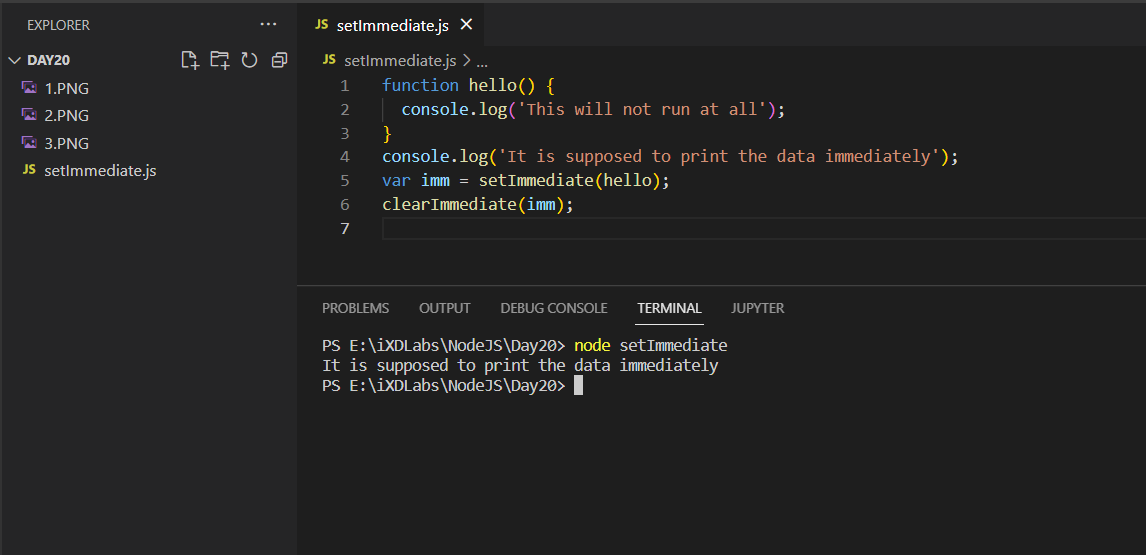 EXPLORER ...
DAY20
1.PNG
2.PNG
3.PNG
JS setImmediate.js
JS setImmediate.js ×
JS setImmediate.js > ...
1 function hello() {
2   console.log('This will not run at all');
3 }
4 console.log('It is supposed to print the data immediately');
5 var imm = setImmediate(hello);
6 clearImmediate(imm);
7
PROBLEMS OUTPUT DEBUG CONSOLE TERMINAL JUPYTER
PS E:\iXDLabs\NodeJS\Day20> node setImmediate
It is supposed to print the data immediately
PS E:\iXDLabs\NodeJS\Day20>